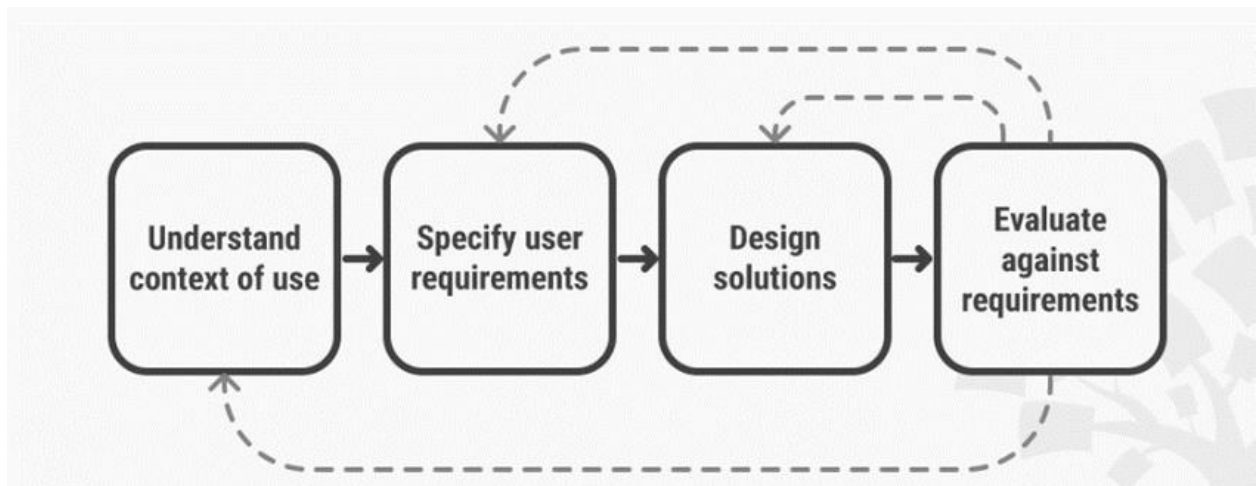 Understand
context of use
Specify user
requirements
Design
solutions
Evaluate
against
requirements